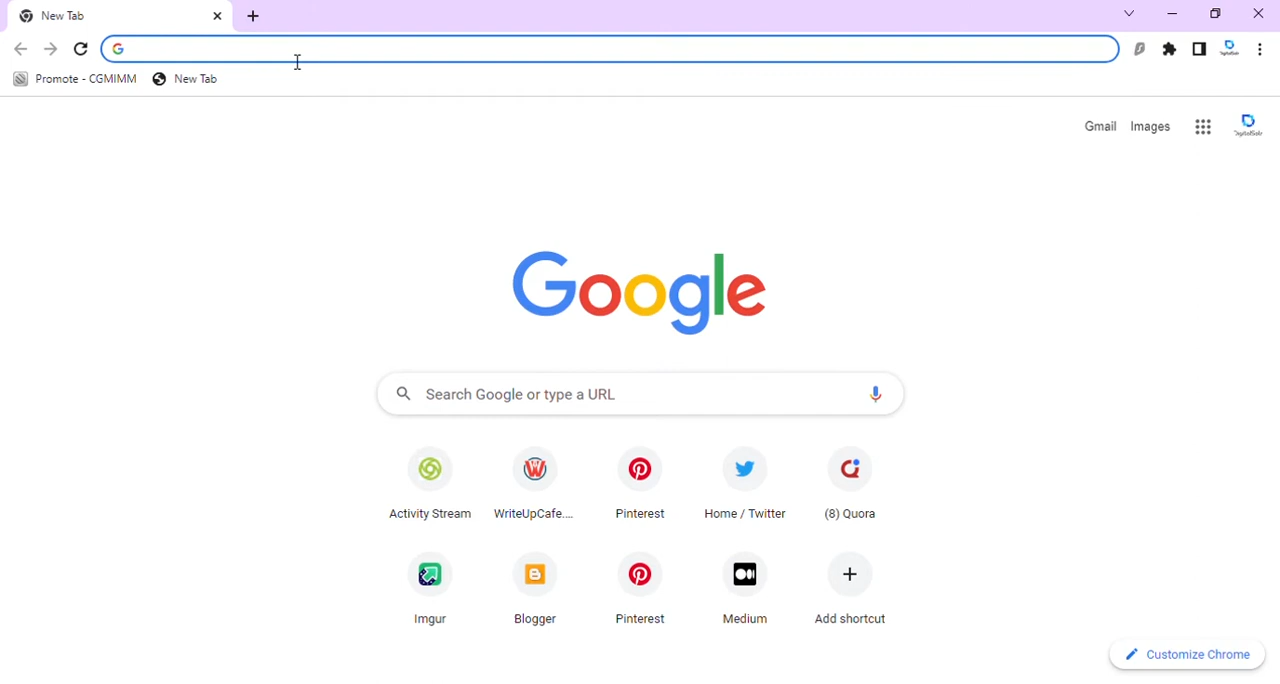 New Tab
Promote - CGMIMM New Tab
Gmail Images
Google
Search Google or type a URL
Activity Stream WriteUpCafe.... Pinterest Home / Twitter (8) Quora
Imgur Blogger Pinterest Medium Add shortcut
Customize Chrome